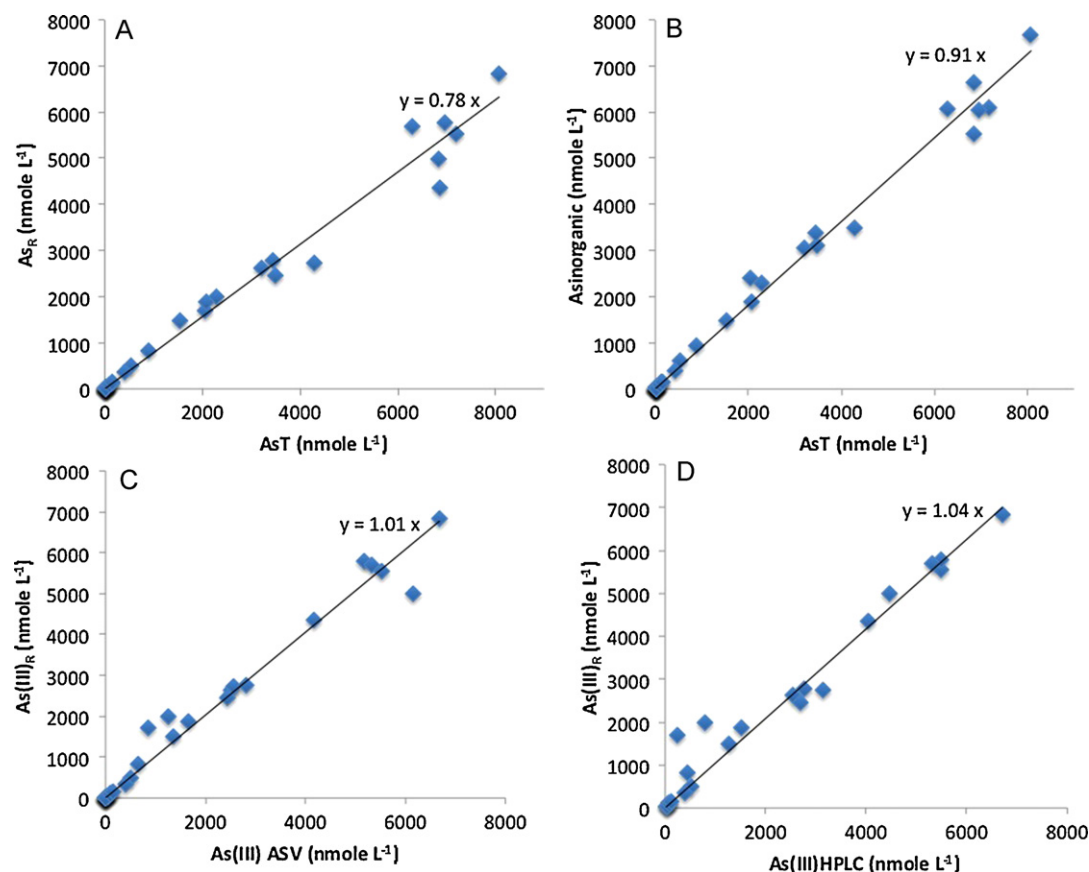 A
8000
7000
6000
5000
4000
3000
2000
1000
0
As_R (nmole L⁻¹)
y = 0.78 x
0 2000 4000 6000 8000
AsT (nmole L⁻¹)
B
8000
7000
6000
5000
4000
3000
2000
1000
0
Asinorganic (nmole L⁻¹)
y = 0.91 x
0 2000 4000 6000 8000
AsT (nmole L⁻¹)
C
8000
7000
6000
5000
4000
3000
2000
1000
0
As(III)_R (nmole L⁻¹)
y = 1.01 x
0 2000 4000 6000 8000
As(III) ASV (nmole L⁻¹)
D
8000
7000
6000
5000
4000
3000
2000
1000
0
As(III)_R (nmole L⁻¹)
y = 1.04 x
0 2000 4000 6000 8000
As(III)HPLC (nmole L⁻¹)